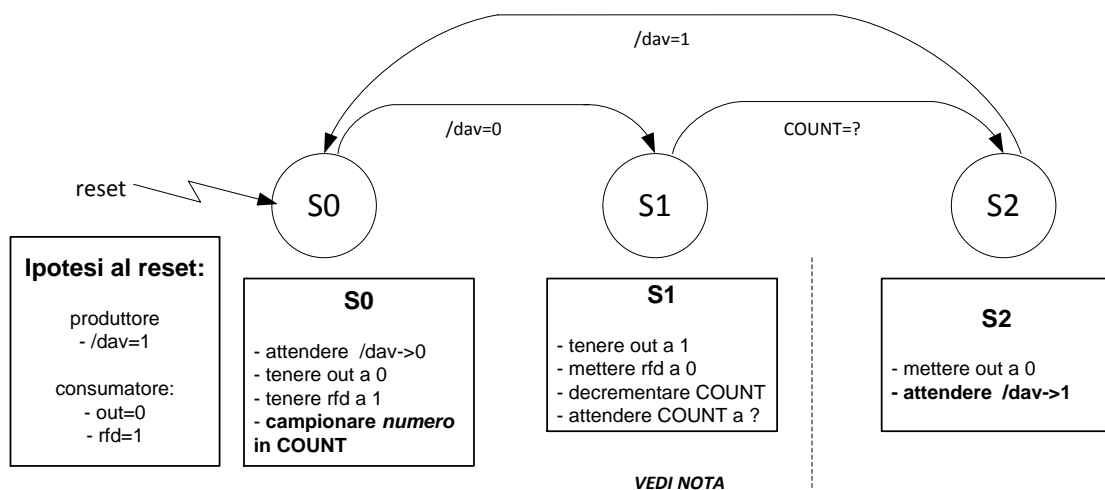 /dav=1
/dav=0
COUNT=?
reset
S0
S1
S2
Ipotesi al reset:
produttore
- /dav=1
consumatore:
- out=0
- rfd=1
S0
- attendere /dav->0
- tenere out a 0
- tenere rfd a 1
- campionare numero
in COUNT
S1
- tenere out a 1
- mettere rfd a 0
- decrementare COUNT
- attendere COUNT a ?
S2
- mettere out a 0
- attendere /dav->1
VEDI NOTA